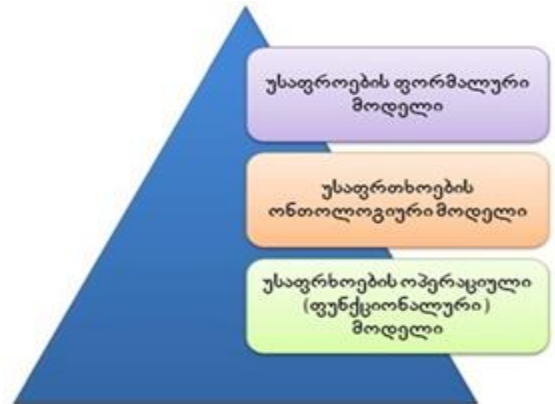 უსაფროების ფორმალური
მოდელი
უსაფრთხოების
ონთოლოგიური მოდელი
უსაფრხოების ოპერაციული
(ფუნქციონალური)
მოდელი